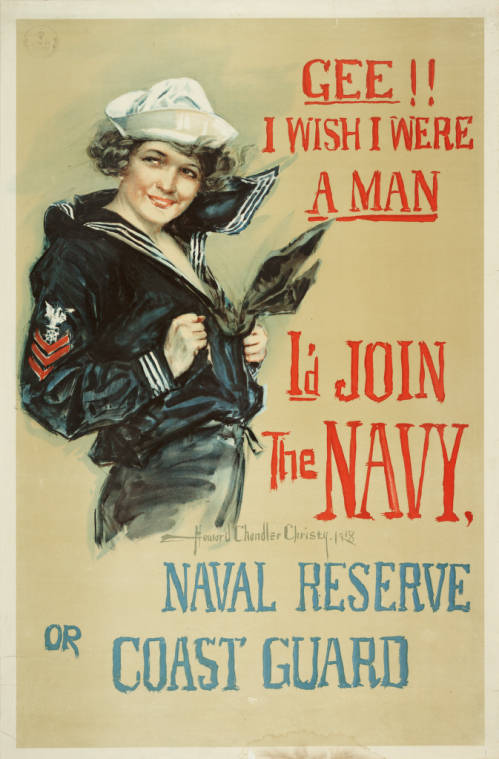 GEE!!
I WISH I WERE
A MAN
I'd JOIN
The NAVY,
Howard Chandler Christy. 1918
NAVAL RESERVE
OR COAST GUARD